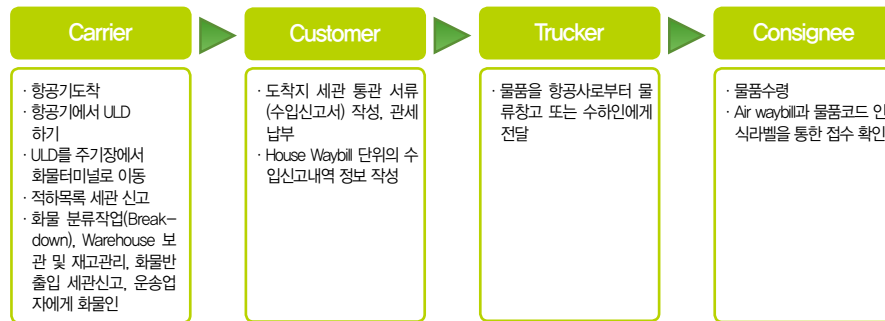 Carrier
· 항공기도착
· 항공기에서 ULD
하기
· ULD를 주기장에서
화물터미널로 이동
· 적하목록 세관 신고
· 화물 분류작업(Break-
down), Warehouse 보
관 및 재고관리, 화물반
출입 세관신고, 운송업
자에게 화물인
Customer
· 도착지 세관 통관 서류
(수입신고서) 작성, 관세
납부
· House Waybill 단위의 수
입신고내역 정보 작성
Trucker
· 물품을 항공사로부터 물
류창고 또는 수하인에게
전달
Consignee
· 물품수령
· Air waybill과 물품코드 인
식라벨을 통한 접수 확인